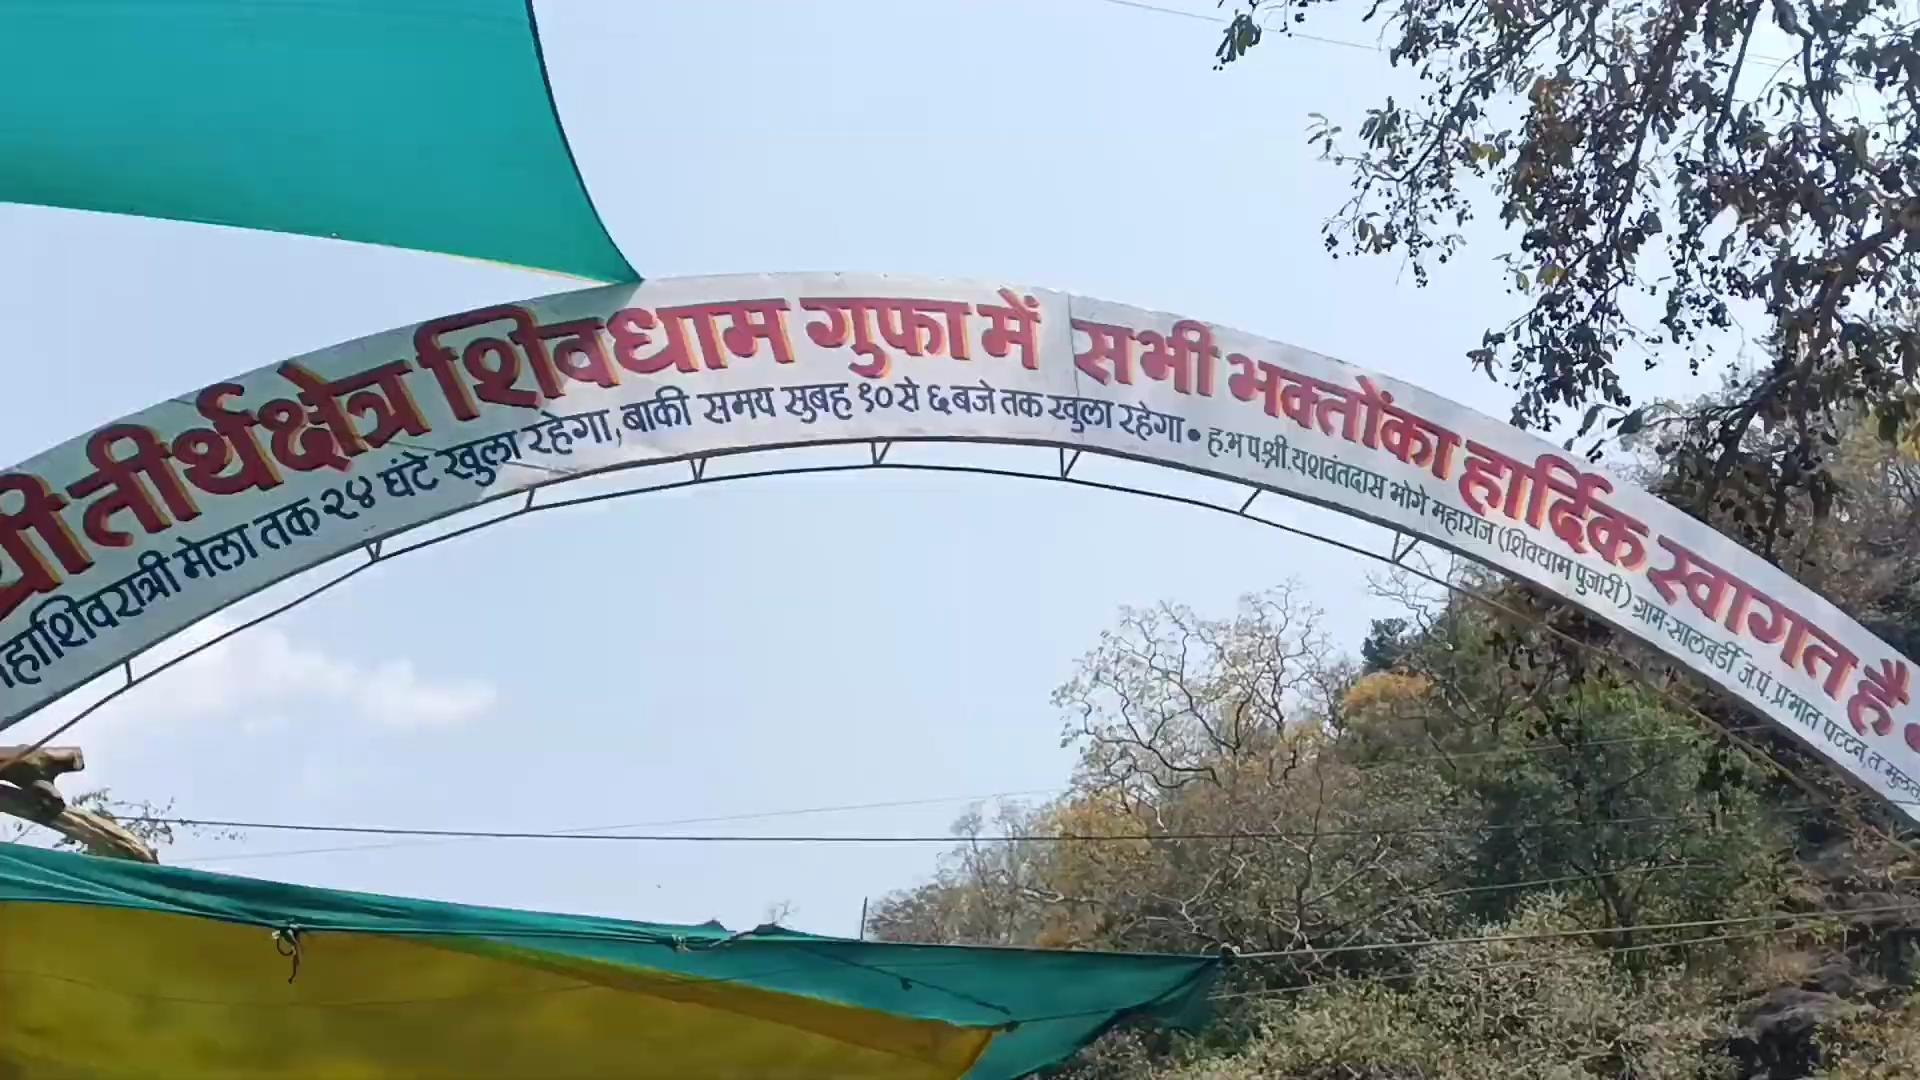 श्री तीर्थक्षेत्र शिवधाम गुफा में सभी भक्तोंका हार्दिक स्वागत है
महाशिवरात्री मेला तक २४ घंटे खुला रहेगा, बाकी समय सुबह १० से ६ बजे तक खुला रहेगा • ह.भ प.श्री. यशवंतदास भोगे महाराज (शिवधाम पुजारी) ग्राम-सालबर्डी ज.पं. प्रभात पटटन, त.